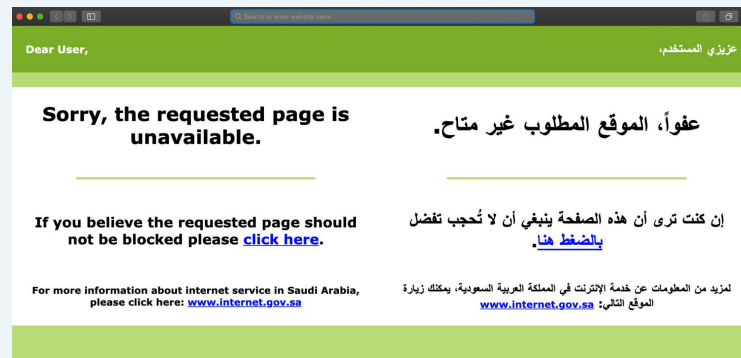 Search or enter website name
Dear User,
عزيزي المستخدم،
Sorry, the requested page is
unavailable.
عفواً، الموقع المطلوب غير متاح.
If you believe the requested page should
not be blocked please click here.
إن كنت ترى أن هذه الصفحة ينبغي أن لا تُحجب تفضل
بالضغط هنا.
For more information about internet service in Saudi Arabia,
please click here: www.internet.gov.sa
لمزيد من المعلومات عن خدمة الإنترنت في المملكة العربية السعودية، يمكنك زيارة
الموقع التالي: www.internet.gov.sa